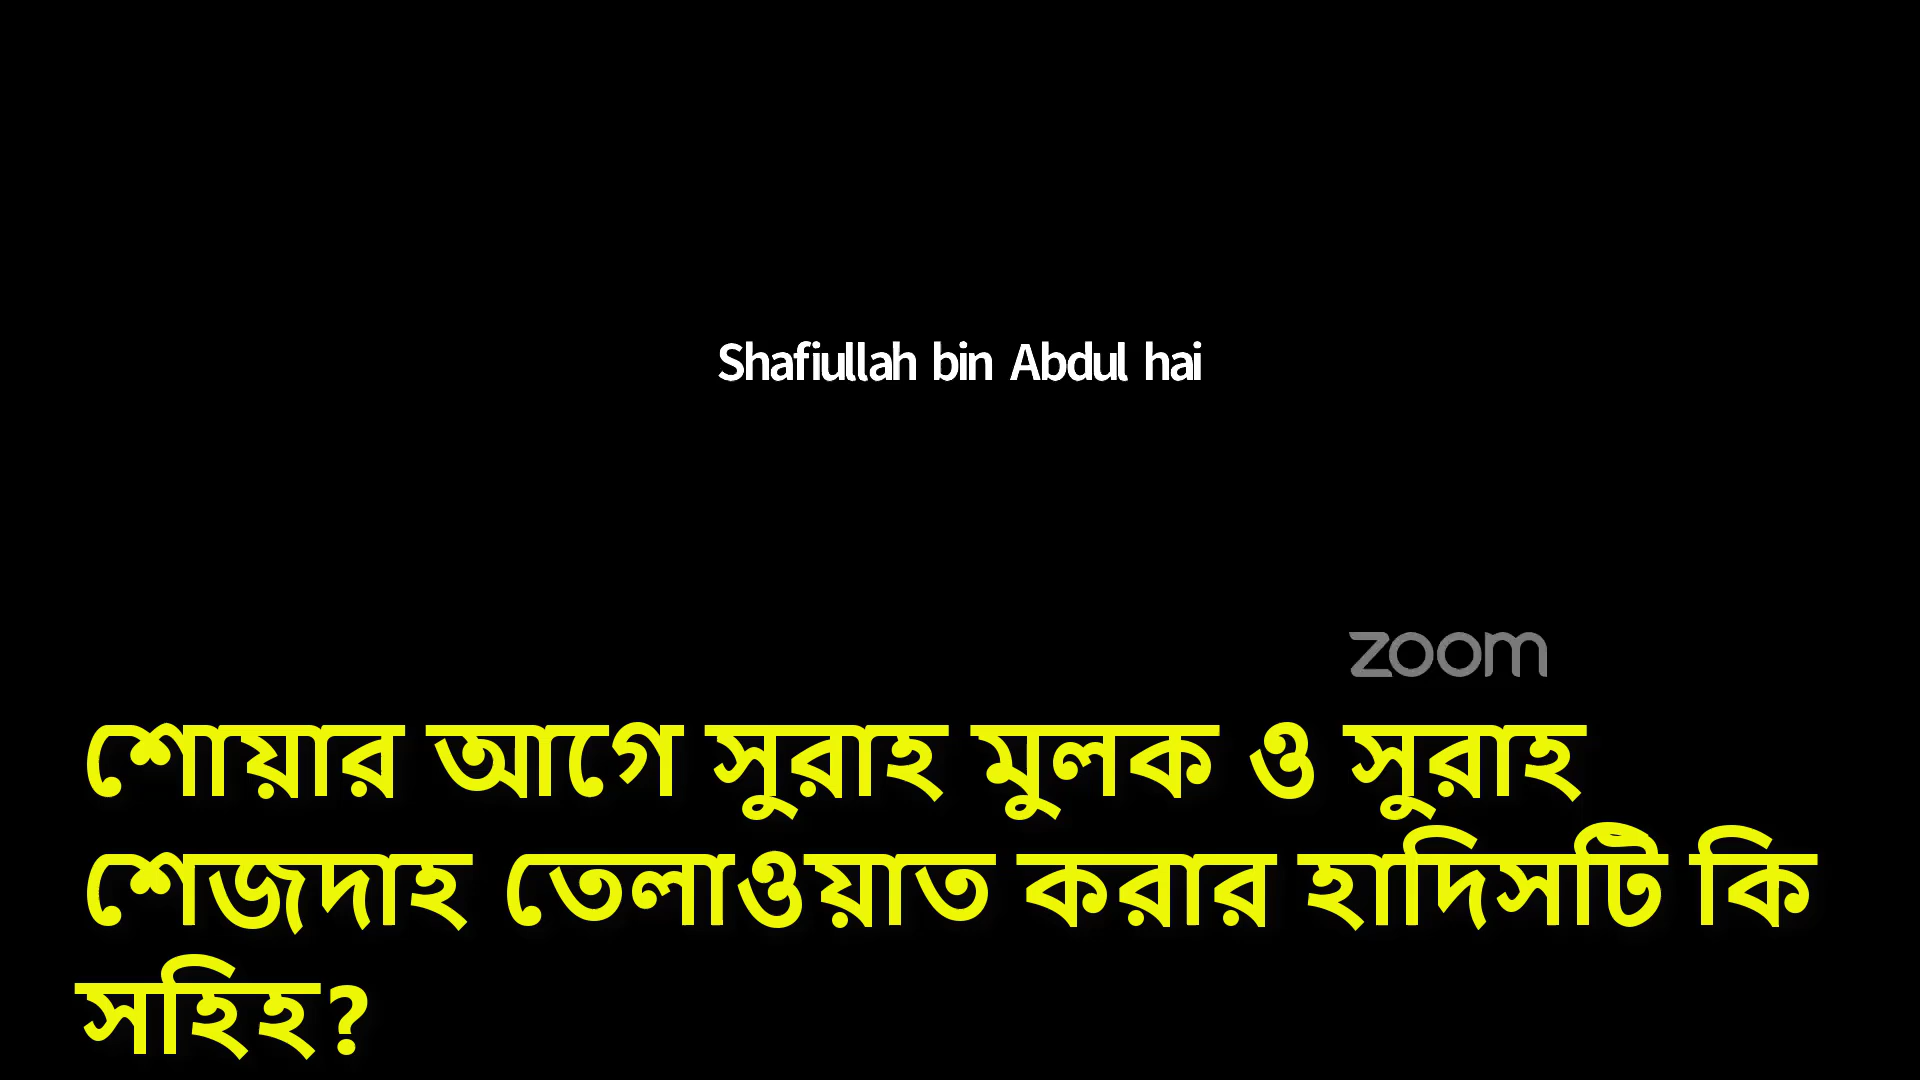 Shafiullah bin Abdul hai
zoom
শোয়ার আগে সুরাহ মুলক ও সুরাহ
শেজদাহ তেলাওয়াত করার হাদিসটি কি
সহিহ?